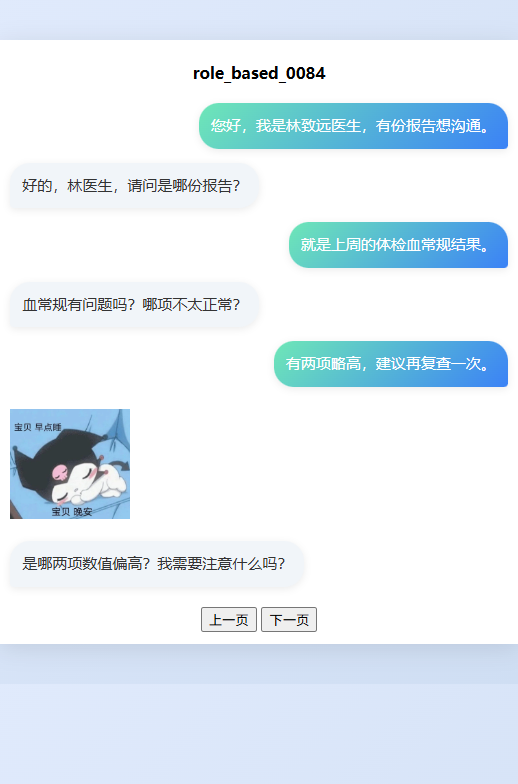 role_based_0084
您好，我是林致远医生，有份报告想沟通。
好的，林医生，请问是哪份报告？
就是上周的体检血常规结果。
血常规有问题吗？哪项不太正常？
有两项略高，建议再复查一次。
宝贝 早点睡
宝贝 晚安
是哪两项数值偏高？我需要注意什么吗？
上一页 下一页